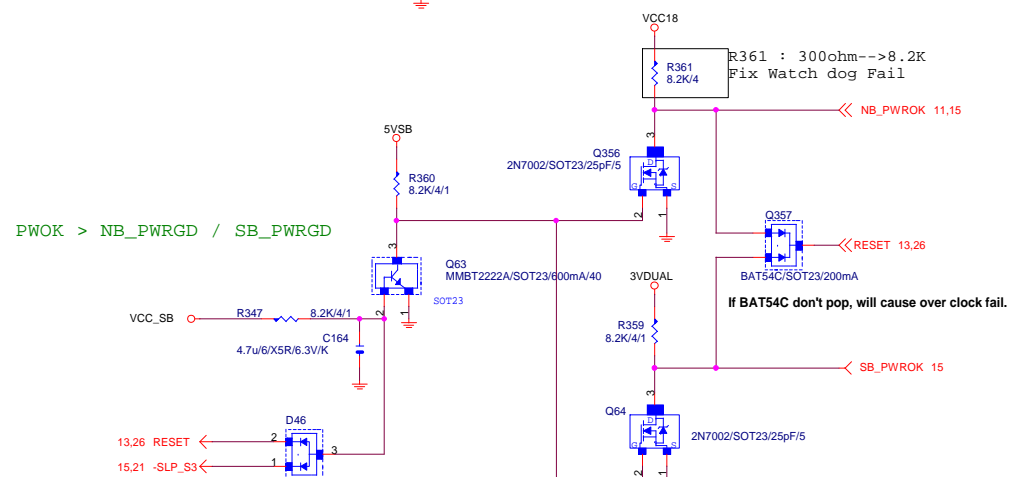 VCC18
R361 : 300ohm-->8.2K
Fix Watch dog Fail
R361
8.2K/4
NB_PWROK 11,15
5VSB
3
Q356
2N7002/SOT23/25pF/5
D
G
S
R360
8.2K/4/1
2
1
PWOK > NB_PWRGD / SB_PWRGD
Q357
RESET 13,26
BAT54C/SOT23/200mA
3
Q63
MMBT2222A/SOT23/600mA/40
SOT23
2
1
3VDUAL
If BAT54C don't pop, will cause over clock fail.
VCC_SB
R347
8.2K/4/1
C164
4.7u/6/X5R/6.3V/K
R359
8.2K/4/1
SB_PWROK 15
3
Q64
2N7002/SOT23/25pF/5
D
G
S
2
1
D46
13,26 RESET
2
3
15,21 -SLP_S3
1